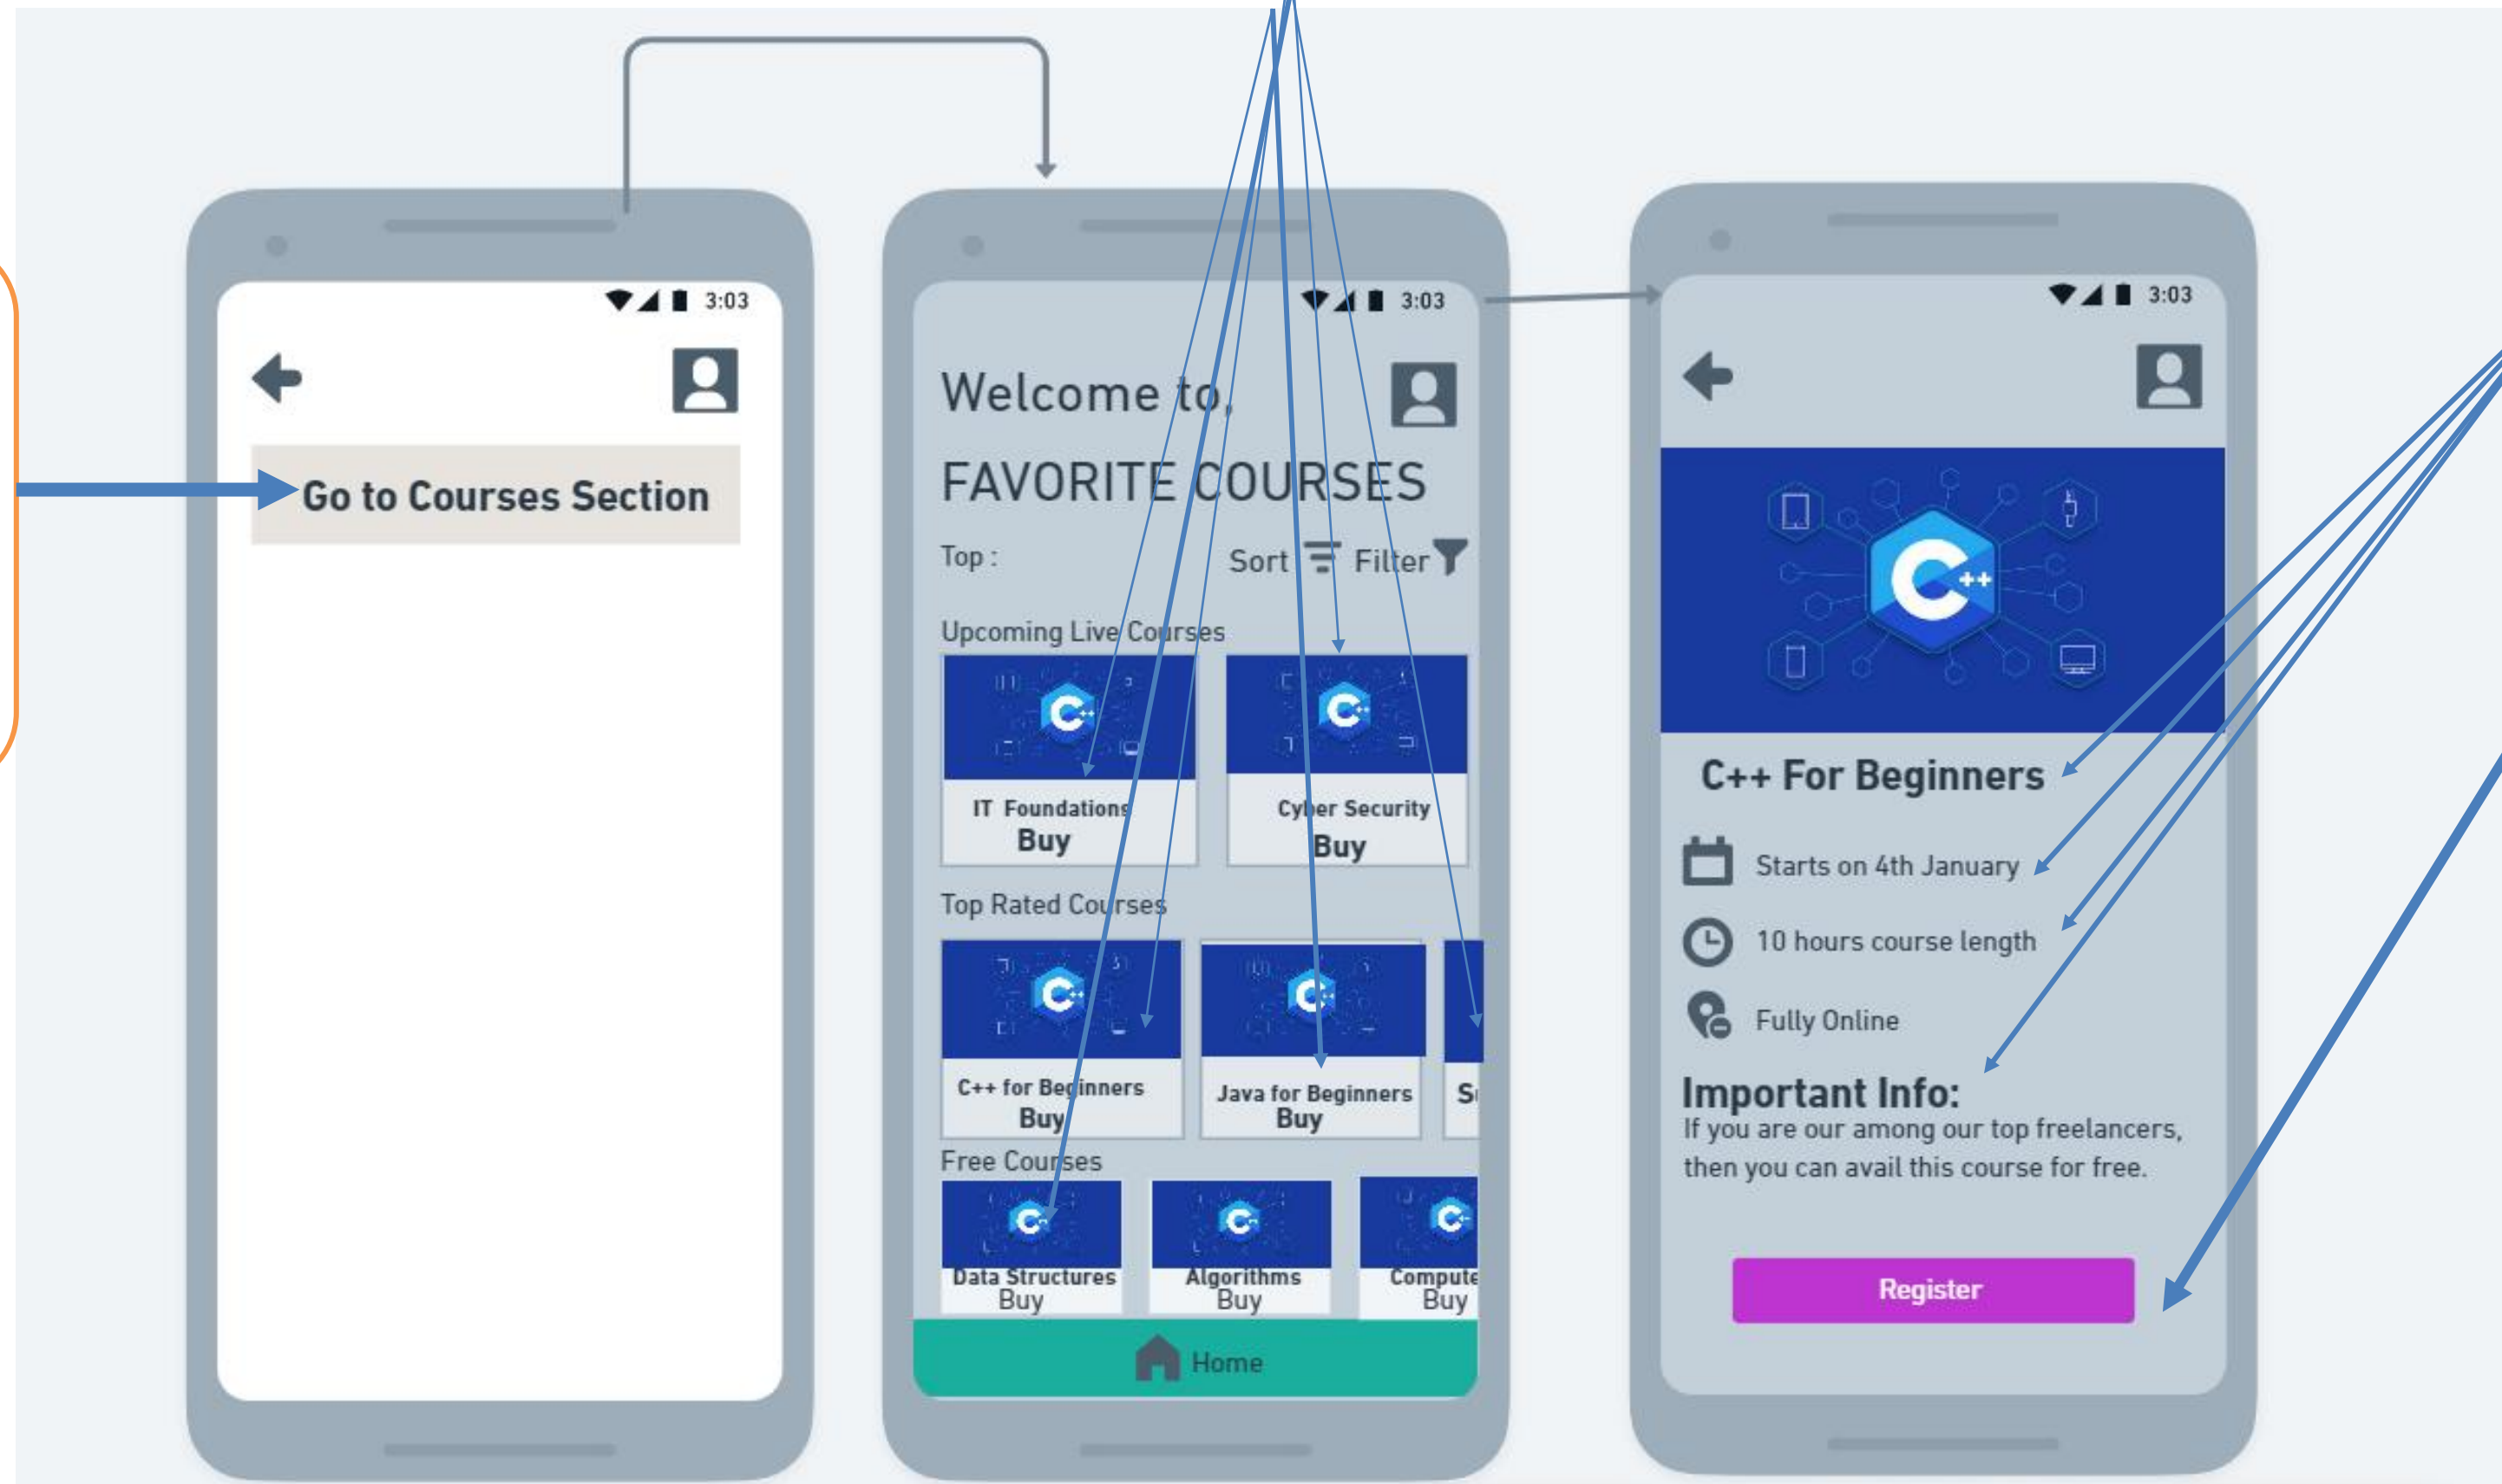 3:03
Go to Courses Section
3:03
Welcome to,
FAVORITE COURSES
Top :
Sort
Filter
Upcoming Live Courses
C++
C++
IT Foundations
Buy
Cyber Security
Buy
Top Rated Courses
C++
C++
C++ for Beginners
Buy
Java for Beginners
Buy
Free Courses
C++
C++
C++
Data Structures
Buy
Algorithms
Buy
Compute
Buy
Home
3:03
C++
C++ For Beginners
Starts on 4th January
10 hours course length
Fully Online
Important Info:
If you are our among our top freelancers,
then you can avail this course for free.
Register